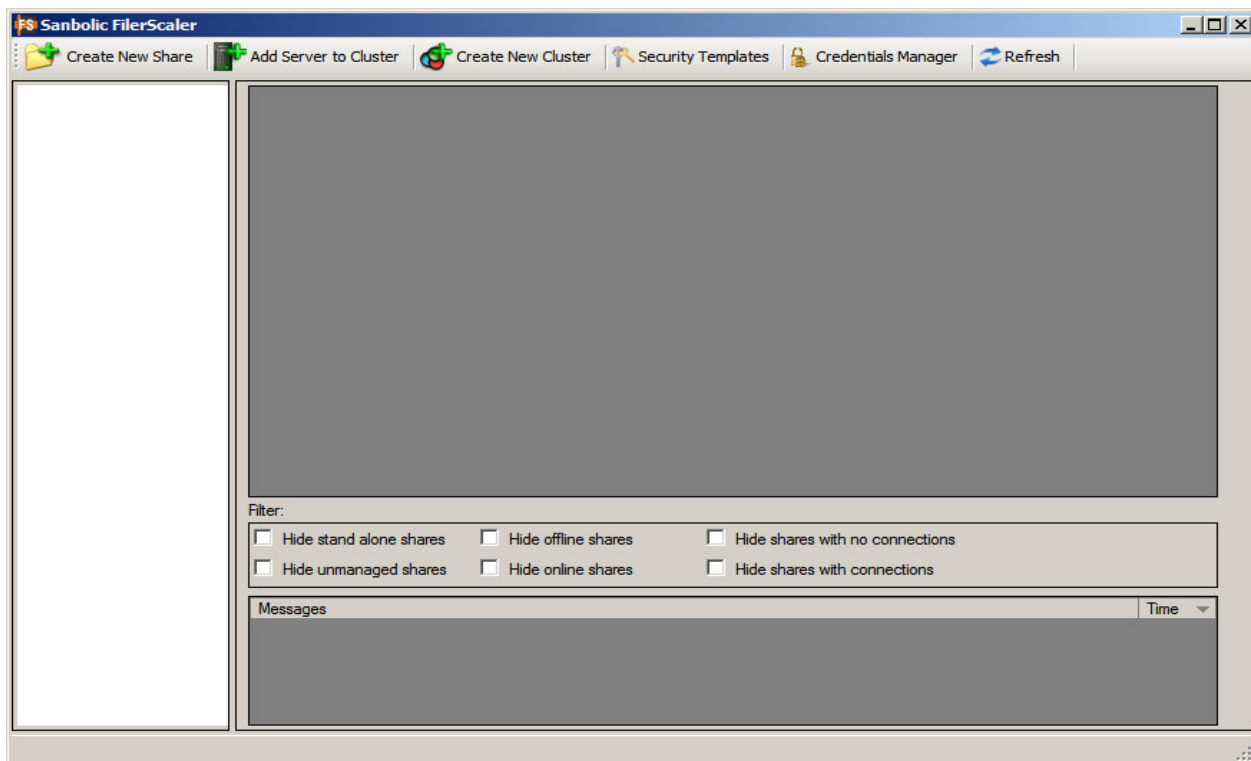 FS Sanbolic FilerScaler
Create New Share Add Server to Cluster Create New Cluster Security Templates Credentials Manager Refresh
Filter:
Hide stand alone shares Hide offline shares Hide shares with no connections
Hide unmanaged shares Hide online shares Hide shares with connections
Messages Time